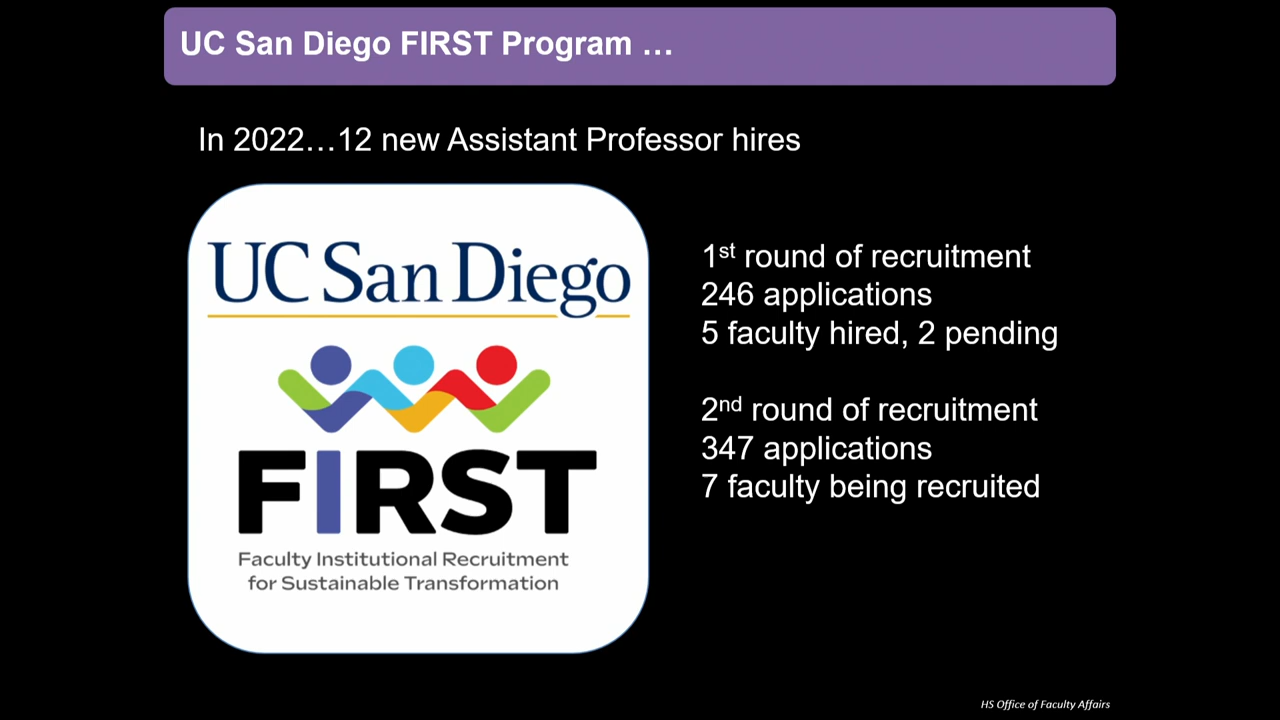 UC San Diego FIRST Program …
In 2022…12 new Assistant Professor hires
UC San Diego
FIRST
Faculty Institutional Recruitment
for Sustainable Transformation
1st round of recruitment
246 applications
5 faculty hired, 2 pending
2nd round of recruitment
347 applications
7 faculty being recruited
HS Office of Faculty Affairs